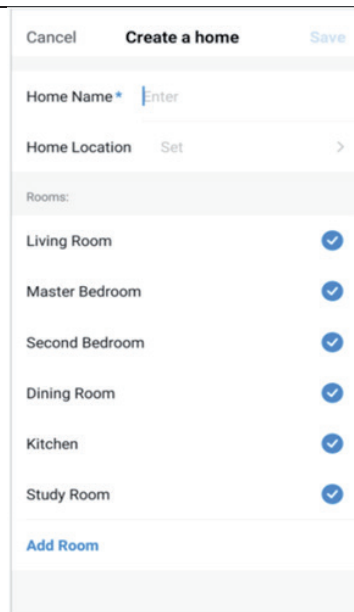 Cancel Create a home Save
Home Name* Enter
Home Location Set
Rooms:
Living Room
Master Bedroom
Second Bedroom
Dining Room
Kitchen
Study Room
Add Room